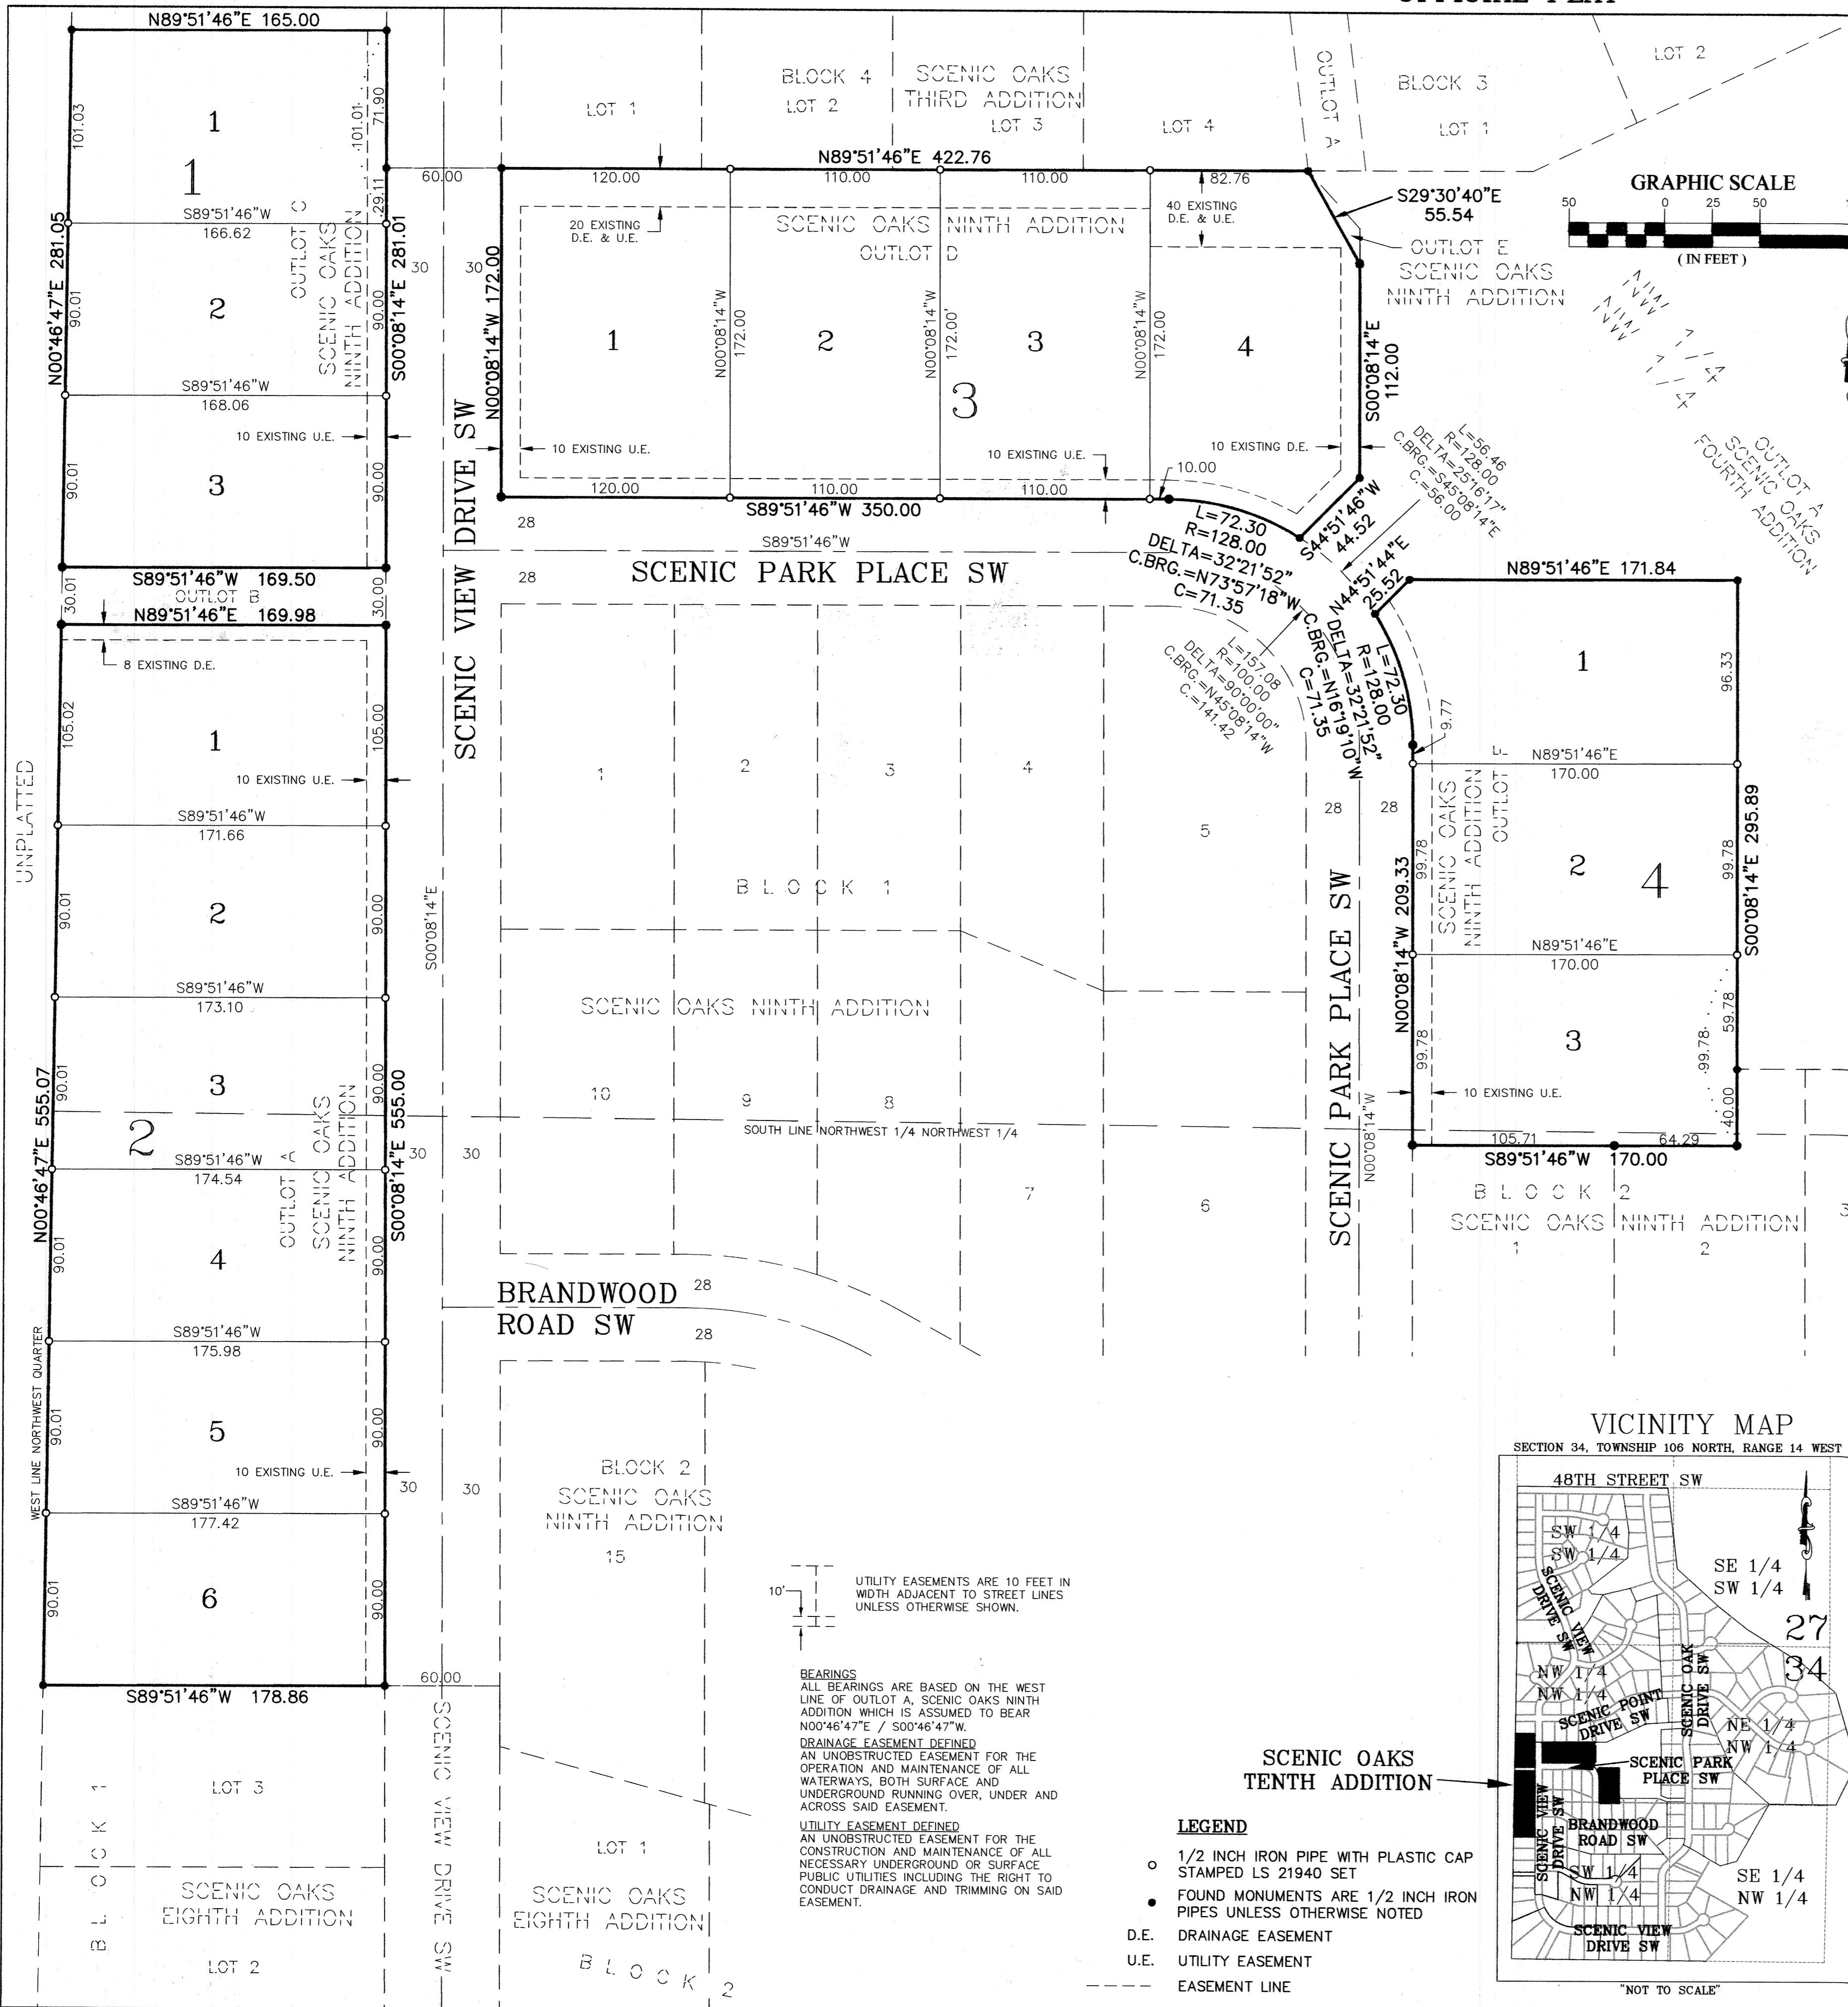 N89°51'46"E 165.00
101.03
1
1
101.01
71.90
29.11
S89°51'46"W
166.62
N00°46'47"E 281.05
S00°08'14"E 281.01
OUTLOT C
SCENIC OAKS
NINTH ADDITION
90.01
2
90.00
S89°51'46"W
168.06
10 EXISTING U.E.
90.01
3
90.00
S89°51'46"W 169.50
30.01
OUTLOT B
30.00
N89°51'46"E 169.98
8 EXISTING D.E.
105.02
1
105.00
10 EXISTING U.E.
UNPLATTED
S89°51'46"W
171.66
90.01
2
90.00
S89°51'46"W
173.10
90.01
3
90.00
N00°46'47"E 555.07
S00°08'14"E 555.00
2
S89°51'46"W
174.54
OUTLOT A
SCENIC OAKS
NINTH ADDITION
90.01
4
90.00
S89°51'46"W
175.98
WEST LINE NORTHWEST QUARTER
90.01
5
90.00
10 EXISTING U.E.
S89°51'46"W
177.42
90.01
6
90.00
S89°51'46"W 178.86
60.00
BLOCK 1
LOT 3
SCENIC OAKS
EIGHTH ADDITION
LOT 2
SCENIC VIEW DRIVE SW
60.00
30
30
SCENIC VIEW DRIVE SW
S00°08'14"E
30
30
30
30
LOT 1
BLOCK 4
LOT 2
SCENIC OAKS
THIRD ADDITION
LOT 3
LOT 4
OUTLOT A
BLOCK 3
LOT 1
LOT 2
N89°51'46"E 422.76
120.00
110.00
110.00
82.76
20 EXISTING
D.E. & U.E.
SCENIC OAKS NINTH ADDITION
OUTLOT D
40 EXISTING
D.E. & U.E.
S29°30'40"E
55.54
OUTLOT E
SCENIC OAKS
NINTH ADDITION
N00°08'14"W 172.00
1
N00°08'14"W
172.00
2
N00°08'14"W
172.00'
3
N00°08'14"W
172.00
4
3
S00°08'14"E
112.00
10 EXISTING U.E.
10 EXISTING U.E.
10 EXISTING D.E.
10.00
120.00
110.00
110.00
S89°51'46"W 350.00
28
S89°51'46"W
28
SCENIC PARK PLACE SW
L=72.30
R=128.00
DELTA=32°21'52"
C.BRG.=N73°57'18"W
C=71.35
S44°51'46"W
44.52
L=56.46
R=128.00
DELTA=25°16'17"
C.BRG.=S45°08'14"E
C.=56.00
N44°51'44"E
25.52
L=72.30
R=128.00
DELTA=32°21'52"
C.BRG.=N16°19'10"W
C=71.35
L=157.08
R=100.00
DELTA=90°00'00"
C.BRG.=N45°08'14"W
C.=141.42
GRAPHIC SCALE
50 0 25 50
( IN FEET )
NW 1/4
NW 1/4
OUTLOT A
SCENIC OAKS
FOURTH ADDITION
N89°51'46"E 171.84
1
96.33
9.77
N89°51'46"E
170.00
28
28
SCENIC OAKS
NINTH ADDITION
99.78
2
4
99.78
S00°08'14"E 295.89
N00°08'14"W 209.33
N89°51'46"E
170.00
SCENIC PARK PLACE SW
N00°08'14"W
99.78
3
99.78
59.78
10 EXISTING U.E.
40.00
105.71
64.29
S89°51'46"W 170.00
BLOCK 2
SCENIC OAKS NINTH ADDITION
1
2
1
2
3
4
5
BLOCK 1
SCENIC OAKS NINTH ADDITION
10
9
8
SOUTH LINE NORTHWEST 1/4 NORTHWEST 1/4
7
6
BRANDWOOD
ROAD SW
28
28
BLOCK 2
SCENIC OAKS
NINTH ADDITION
15
LOT 1
SCENIC OAKS
EIGHTH ADDITION
BLOCK 2
10'
UTILITY EASEMENTS ARE 10 FEET IN
WIDTH ADJACENT TO STREET LINES
UNLESS OTHERWISE SHOWN.
BEARINGS
ALL BEARINGS ARE BASED ON THE WEST
LINE OF OUTLOT A, SCENIC OAKS NINTH
ADDITION WHICH IS ASSUMED TO BEAR
N00°46'47"E / S00°46'47"W.
DRAINAGE EASEMENT DEFINED
AN UNOBSTRUCTED EASEMENT FOR THE
OPERATION AND MAINTENANCE OF ALL
WATERWAYS, BOTH SURFACE AND
UNDERGROUND RUNNING OVER, UNDER AND
ACROSS SAID EASEMENT.
UTILITY EASEMENT DEFINED
AN UNOBSTRUCTED EASEMENT FOR THE
CONSTRUCTION AND MAINTENANCE OF ALL
NECESSARY UNDERGROUND OR SURFACE
PUBLIC UTILITIES INCLUDING THE RIGHT TO
CONDUCT DRAINAGE AND TRIMMING ON SAID
EASEMENT.
SCENIC OAKS
TENTH ADDITION
LEGEND
1/2 INCH IRON PIPE WITH PLASTIC CAP
STAMPED LS 21940 SET
FOUND MONUMENTS ARE 1/2 INCH IRON
PIPES UNLESS OTHERWISE NOTED
D.E. DRAINAGE EASEMENT
U.E. UTILITY EASEMENT
EASEMENT LINE
VICINITY MAP
SECTION 34, TOWNSHIP 106 NORTH, RANGE 14 WEST
48TH STREET SW
SW 1/4
SW 1/4
SE 1/4
SW 1/4
SCENIC VIEW
DRIVE SW
27
34
NW 1/4
NW 1/4
SCENIC OAK
DRIVE SW
SCENIC POINT
DRIVE SW
NE 1/4
NW 1/4
SCENIC PARK
PLACE SW
SCENIC VIEW
DRIVE SW
BRANDWOOD
ROAD SW
SW 1/4
NW 1/4
SE 1/4
NW 1/4
SCENIC VIEW
DRIVE SW
"NOT TO SCALE"